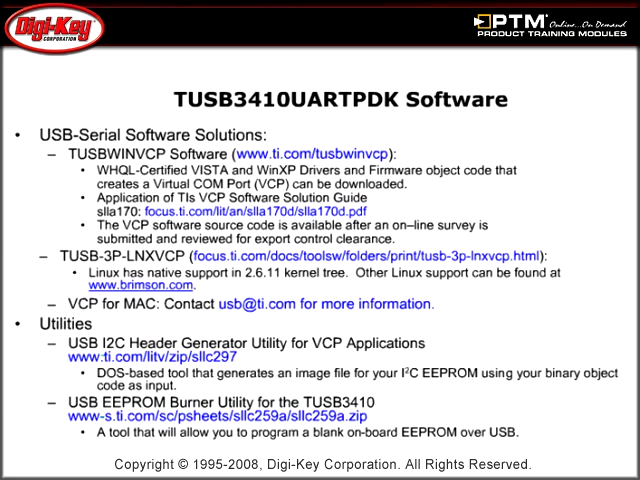 Digi-Key
CORPORATION
PTM
Online...On Demand
PRODUCT TRAINING MODULES
TUSB3410UARTPDK Software
• USB-Serial Software Solutions:
– TUSBWINVCP Software (www.ti.com/tusbwinvcp):
• WHQL-Certified VISTA and WinXP Drivers and Firmware object code that
creates a Virtual COM Port (VCP) can be downloaded.
• Application of TIs VCP Software Solution Guide
slla170: focus.ti.com/lit/an/slla170d/slla170d.pdf
• The VCP software source code is available after an on–line survey is
submitted and reviewed for export control clearance.
– TUSB-3P-LNXVCP (focus.ti.com/docs/toolsw/folders/print/tusb-3p-lnxvcp.html):
• Linux has native support in 2.6.11 kernel tree. Other Linux support can be found at
www.brimson.com.
– VCP for MAC: Contact usb@ti.com for more information.
• Utilities
– USB I2C Header Generator Utility for VCP Applications
www.ti.com/litv/zip/sllc297
• DOS-based tool that generates an image file for your I²C EEPROM using your binary object
code as input.
– USB EEPROM Burner Utility for the TUSB3410
www-s.ti.com/sc/psheets/sllc259a/sllc259a.zip
• A tool that will allow you to program a blank on-board EEPROM over USB.
Copyright © 1995-2008, Digi-Key Corporation. All Rights Reserved.